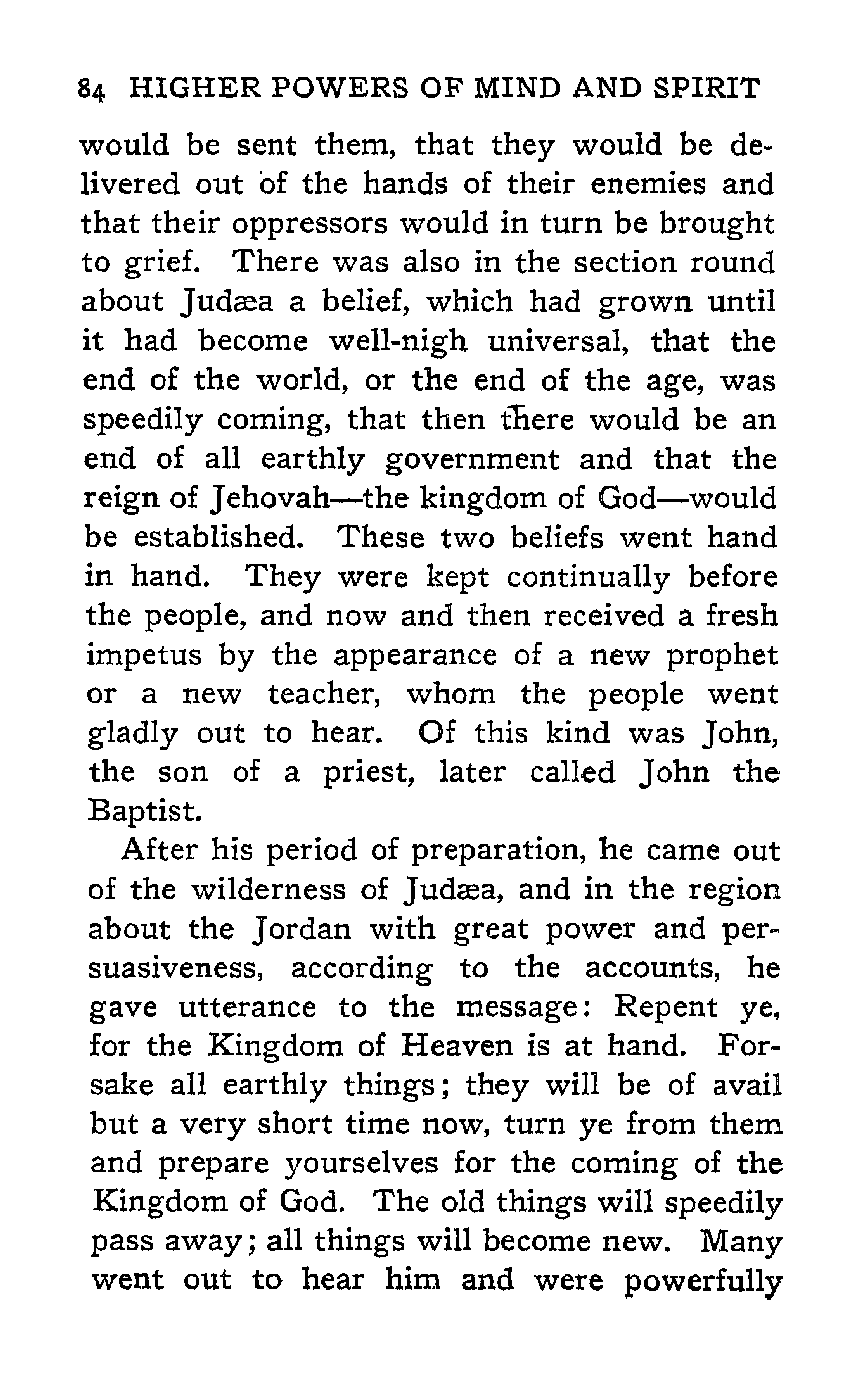 84 HIGHER POWERS OF MIND AND SPIRIT
would be sent them, that they would be de-
livered out of the hands of their enemies and
that their oppressors would in turn be brought
to grief. There was also in the section round
about Judæa a belief, which had grown until
it had become well-nigh universal, that the
end of the world, or the end of the age, was
speedily coming, that then there would be an
end of all earthly government and that the
reign of Jehovah—the kingdom of God—would
be established. These two beliefs went hand
in hand. They were kept continually before
the people, and now and then received a fresh
impetus by the appearance of a new prophet
or a new teacher, whom the people went
gladly out to hear. Of this kind was John,
the son of a priest, later called John the
Baptist.
After his period of preparation, he came out
of the wilderness of Judæa, and in the region
about the Jordan with great power and per-
suasiveness, according to the accounts, he
gave utterance to the message: Repent ye,
for the Kingdom of Heaven is at hand. For-
sake all earthly things; they will be of avail
but a very short time now, turn ye from them
and prepare yourselves for the coming of the
Kingdom of God. The old things will speedily
pass away; all things will become new. Many
went out to hear him and were powerfully